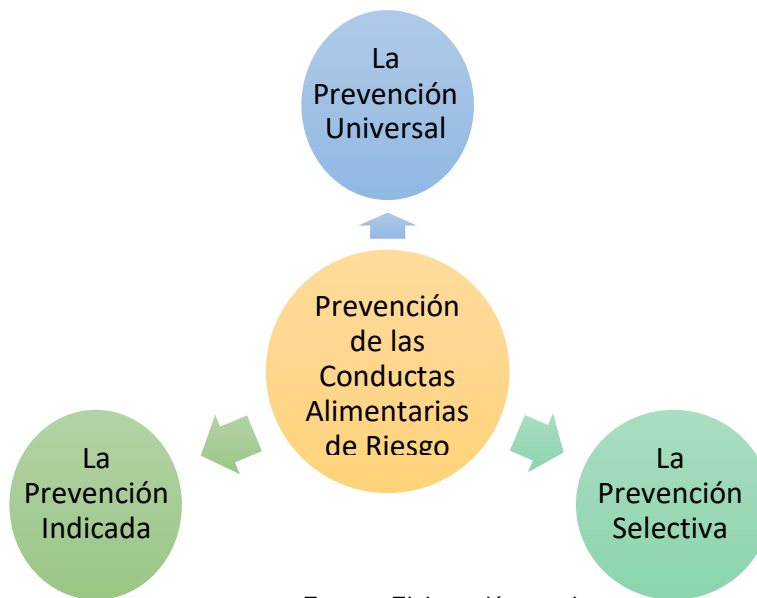 La
Prevención
Universal
Prevención
de las
Conductas
Alimentarias
de Riesgo
La
Prevención
Indicada
La
Prevención
Selectiva